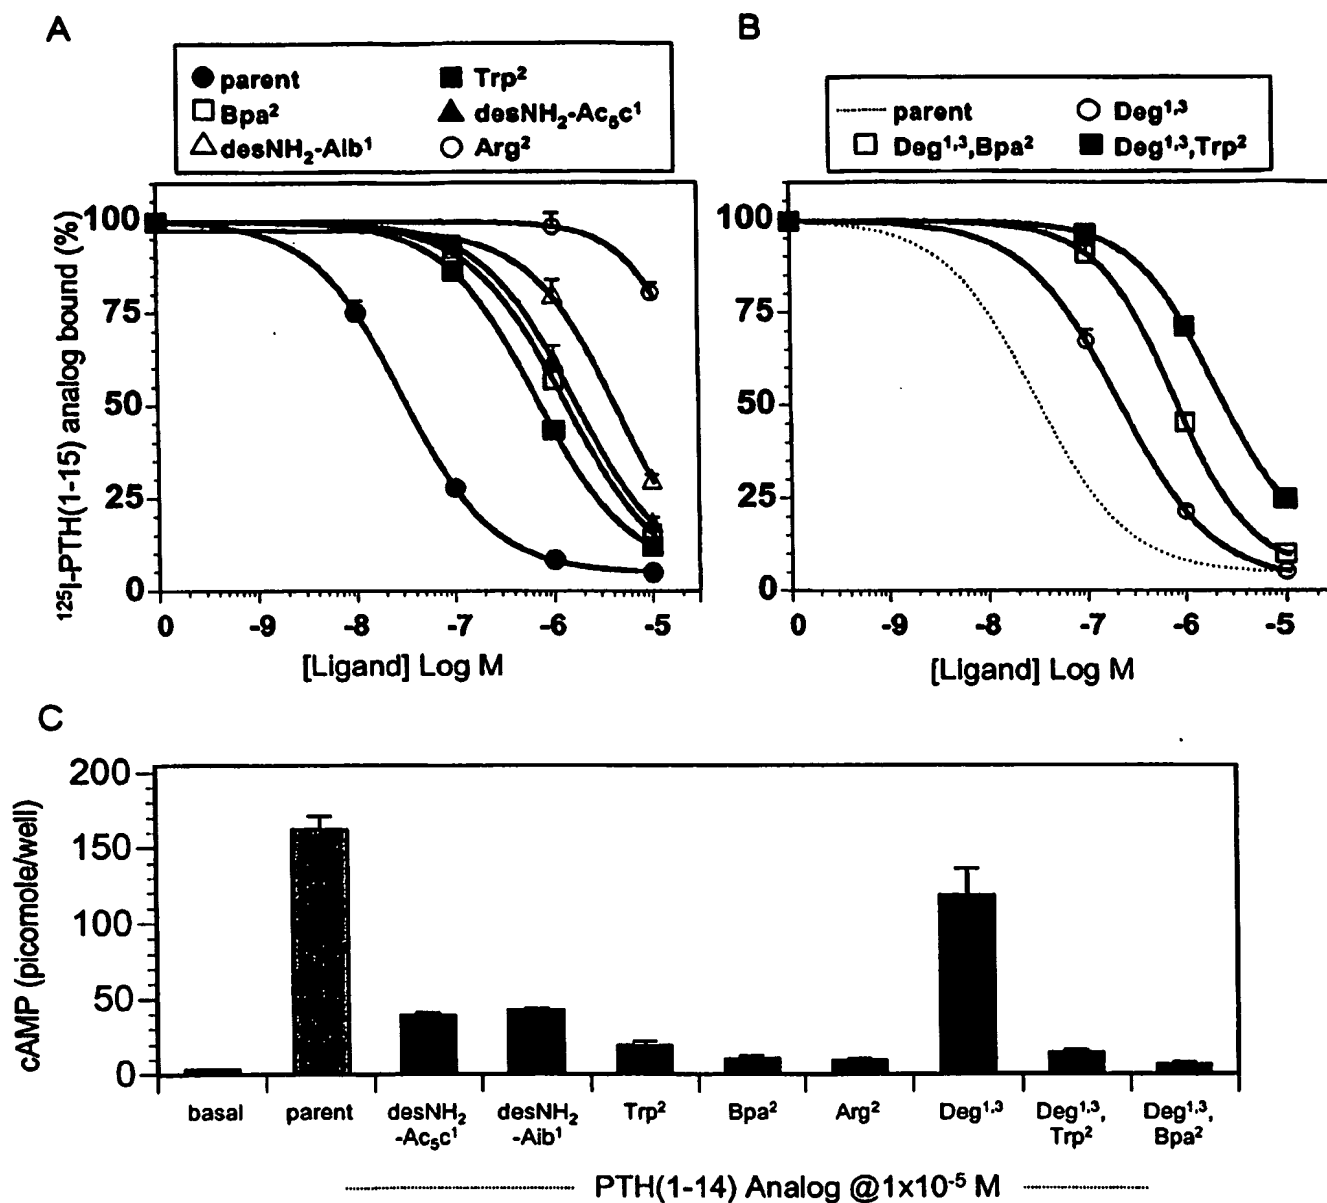 A
parent
Trp²
Bpa²
desNH₂-Ac₅c¹
desNH₂-Aib¹
Arg²
¹²⁵I-PTH(1-15) analog bound (%)
100
75
50
25
0
0 -9 -8 -7 -6 -5
[Ligand] Log M
B
parent
Deg¹,³
Deg¹,³,Bpa²
Deg¹,³,Trp²
100
75
50
25
0
0 -9 -8 -7 -6 -5
[Ligand] Log M
C
cAMP (picomole/well)
200
150
100
50
0
basal
parent
desNH₂
-Ac₅c¹
desNH₂
-Aib¹
Trp²
Bpa²
Arg²
Deg¹,³
Deg¹,³,
Trp²
Deg¹,³,
Bpa²
PTH(1-14) Analog @1x10⁻⁵ M